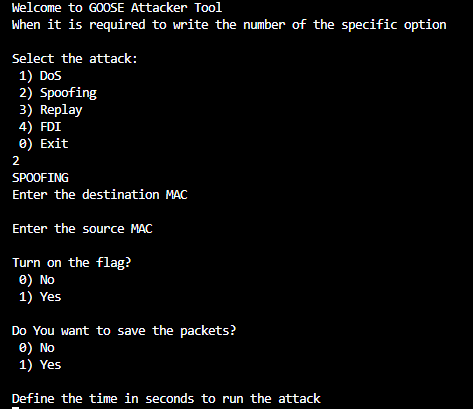 Welcome to GOOSE Attacker Tool
When it is required to write the number of the specific option
Select the attack:
1) DoS
2) Spoofing
3) Replay
4) FDI
0) Exit
2
SPOOFING
Enter the destination MAC
Enter the source MAC
Turn on the flag?
0) No
1) Yes
Do You want to save the packets?
0) No
1) Yes
Define the time in seconds to run the attack